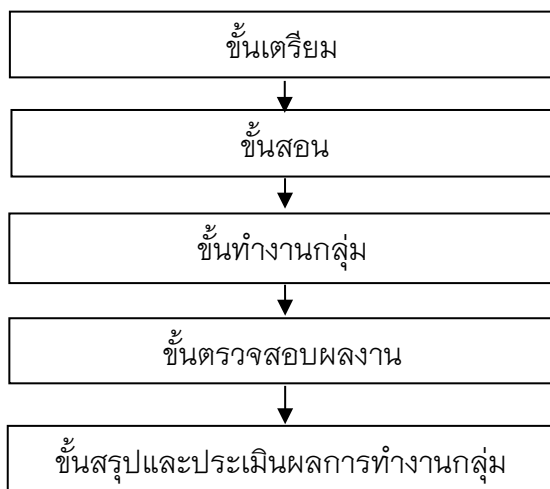 ขั้นเตรียม
ขั้นสอน
ขั้นทำงานกลุ่ม
ขั้นตรวจสอบผลงาน
ขั้นสรุปและประเมินผลการทำงานกลุ่ม